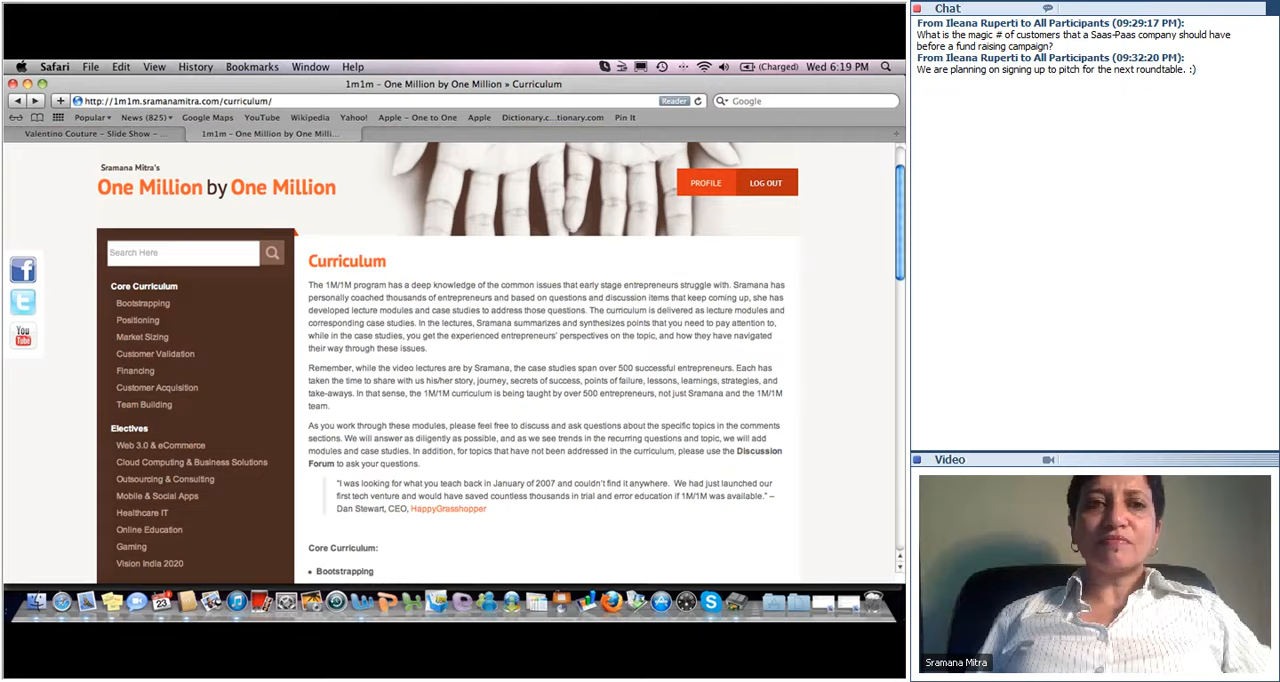 Safari File Edit View History Bookmarks Window Help
(Charged) Wed 6:19 PM
1m1m - One Million by One Million » Curriculum
http://1m1m.sramanamitra.com/curriculum/
Reader
Google
Popular News (825) Google Maps YouTube Wikipedia Yahoo! Apple - One to One Apple Dictionary.c...tionary.com Pin It
Valentino Couture – Slide Show – ...
1m1m - One Million by One Milli...
Sramana Mitra's
One Million by One Million
PROFILE
LOG OUT
Search Here
Core Curriculum
Bootstrapping
Positioning
Market Sizing
Customer Validation
Financing
Customer Acquisition
Team Building
Electives
Web 3.0 & eCommerce
Cloud Computing & Business Solutions
Outsourcing & Consulting
Mobile & Social Apps
Healthcare IT
Online Education
Gaming
Vision India 2020
You
Tube
Curriculum
The 1M/1M program has a deep knowledge of the common issues that early stage entrepreneurs struggle with. Sramana has
personally coached thousands of entrepreneurs and based on questions and discussion items that keep coming up, she has
developed lecture modules and case studies to address those questions. The curriculum is delivered as lecture modules and
corresponding case studies. In the lectures, Sramana summarizes and synthesizes points that you need to pay attention to,
while in the case studies, you get the experienced entrepreneurs' perspectives on the topic, and how they have navigated
their way through these issues.
Remember, while the video lectures are by Sramana, the case studies span over 500 successful entrepreneurs. Each has
taken the time to share with us his/her story, journey, secrets of success, points of failure, lessons, learnings, strategies, and
take-aways. In that sense, the 1M/1M curriculum is being taught by over 500 entrepreneurs, not just Sramana and the 1M/1M
team.
As you work through these modules, please feel free to discuss and ask questions about the specific topics in the comments
sections. We will answer as diligently as possible, and as we see trends in the recurring questions and topic, we will add
modules and case studies. In addition, for topics that have not been addressed in the curriculum, please use the Discussion
Forum to ask your questions.
"I was looking for what you teach back in January of 2007 and couldn't find it anywhere. We had just launched our
first tech venture and would have saved countless thousands in trial and error education if 1M/1M was available." –
Dan Stewart, CEO, HappyGrasshopper
Core Curriculum:
Bootstrapping
23
Chat
From Ileana Ruperti to All Participants (09:29:17 PM):
What is the magic # of customers that a Saas-Paas company should have
before a fund raising campaign?
From Ileana Ruperti to All Participants (09:32:20 PM):
We are planning on signing up to pitch for the next roundtable. :)
Video
Sramana Mitra